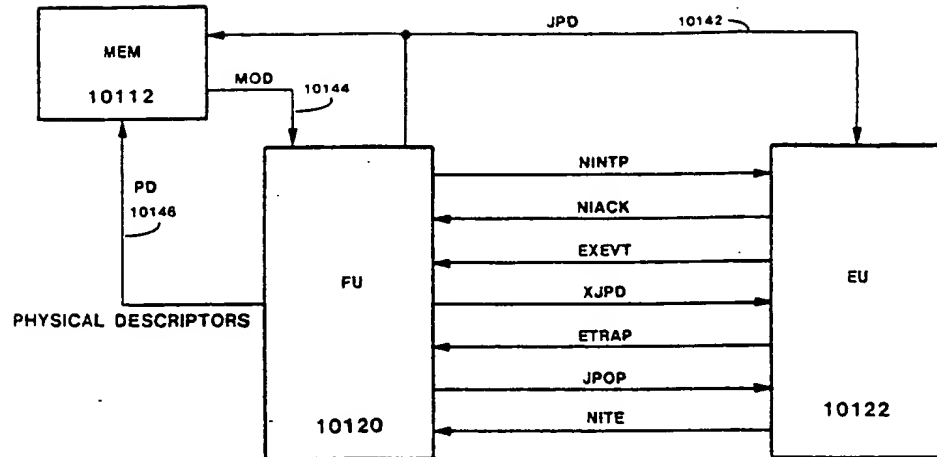 JPD
10142
MEM
10112
MOD
10144
PD
10146
PHYSICAL DESCRIPTORS
FU
10120
NINTP
NIACK
EXEVT
XJPD
ETRAP
JPOP
NITE
EU
10122